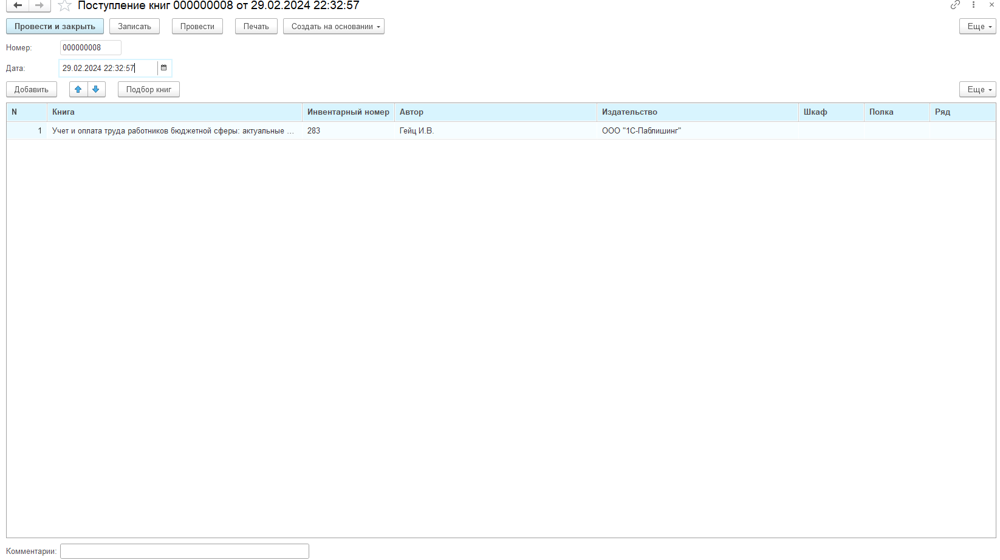 Поступление книг 000000008 от 29.02.2024 22:32:57
Провести и закрыть Записать Провести Печать Создать на основании Еще
Номер: 000000008
Дата: 29.02.2024 22:32:57
Добавить Подбор книг Еще
N Книга Инвентарный номер Автор Издательство Шкаф Полка Ряд
1 Учет и оплата труда работников бюджетной сферы: актуальные ... 283 Гейц И.В. ООО "1С-Паблишинг"
Комментарии: